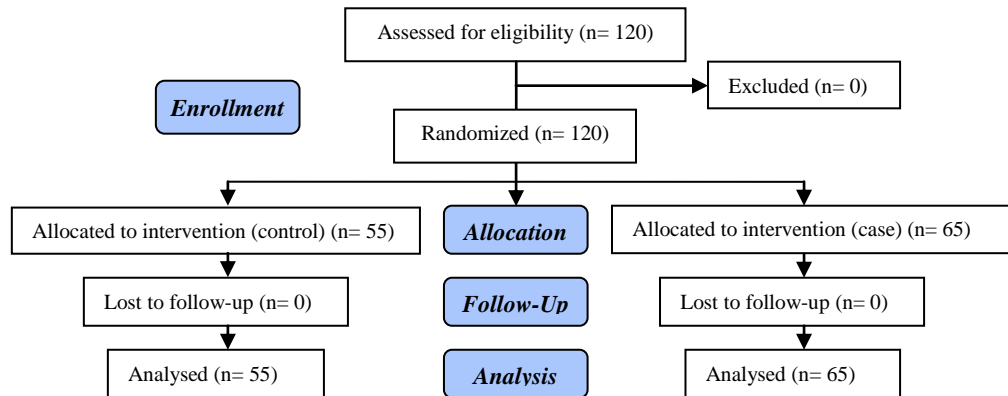 Assessed for eligibility (n= 120)
Excluded (n= 0)
Enrollment
Randomized (n= 120)
Allocated to intervention (control) (n= 55)
Allocation
Allocated to intervention (case) (n= 65)
Lost to follow-up (n= 0)
Follow-Up
Lost to follow-up (n= 0)
Analysed (n= 55)
Analysis
Analysed (n= 65)